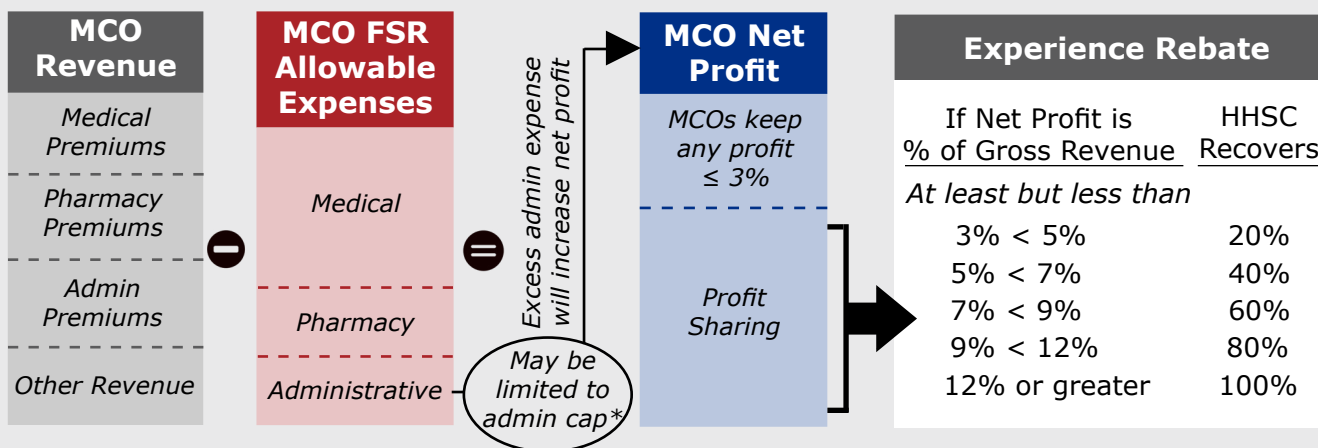 MCO
Revenue
Medical
Premiums
Pharmacy
Premiums
Admin
Premiums
Other Revenue
MCO FSR
Allowable
Expenses
Medical
Pharmacy
Administrative
May be
limited to
admin cap*
Excess admin expense
will increase net profit
MCO Net
Profit
MCOs keep
any profit
≤ 3%
Profit
Sharing
Experience Rebate
If Net Profit is
% of Gross Revenue
HHSC
Recovers
At least but less than
3% < 5% 20%
5% < 7% 40%
7% < 9% 60%
9% < 12% 80%
12% or greater 100%